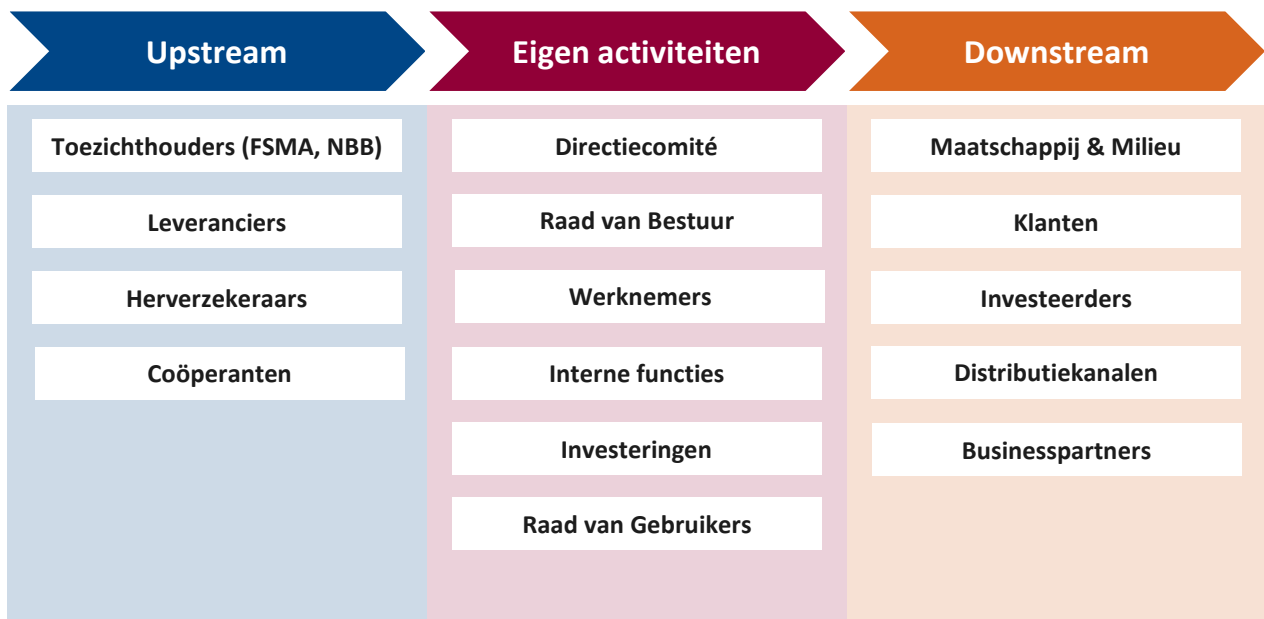 Upstream
Eigen activiteiten
Downstream
Toezichthouders (FSMA, NBB)
Leveranciers
Herverzekeraars
Coöperanten
Directiecomité
Raad van Bestuur
Werknemers
Interne functies
Investeringen
Raad van Gebruikers
Maatschappij & Milieu
Klanten
Investeerders
Distributiekanalen
Businesspartners